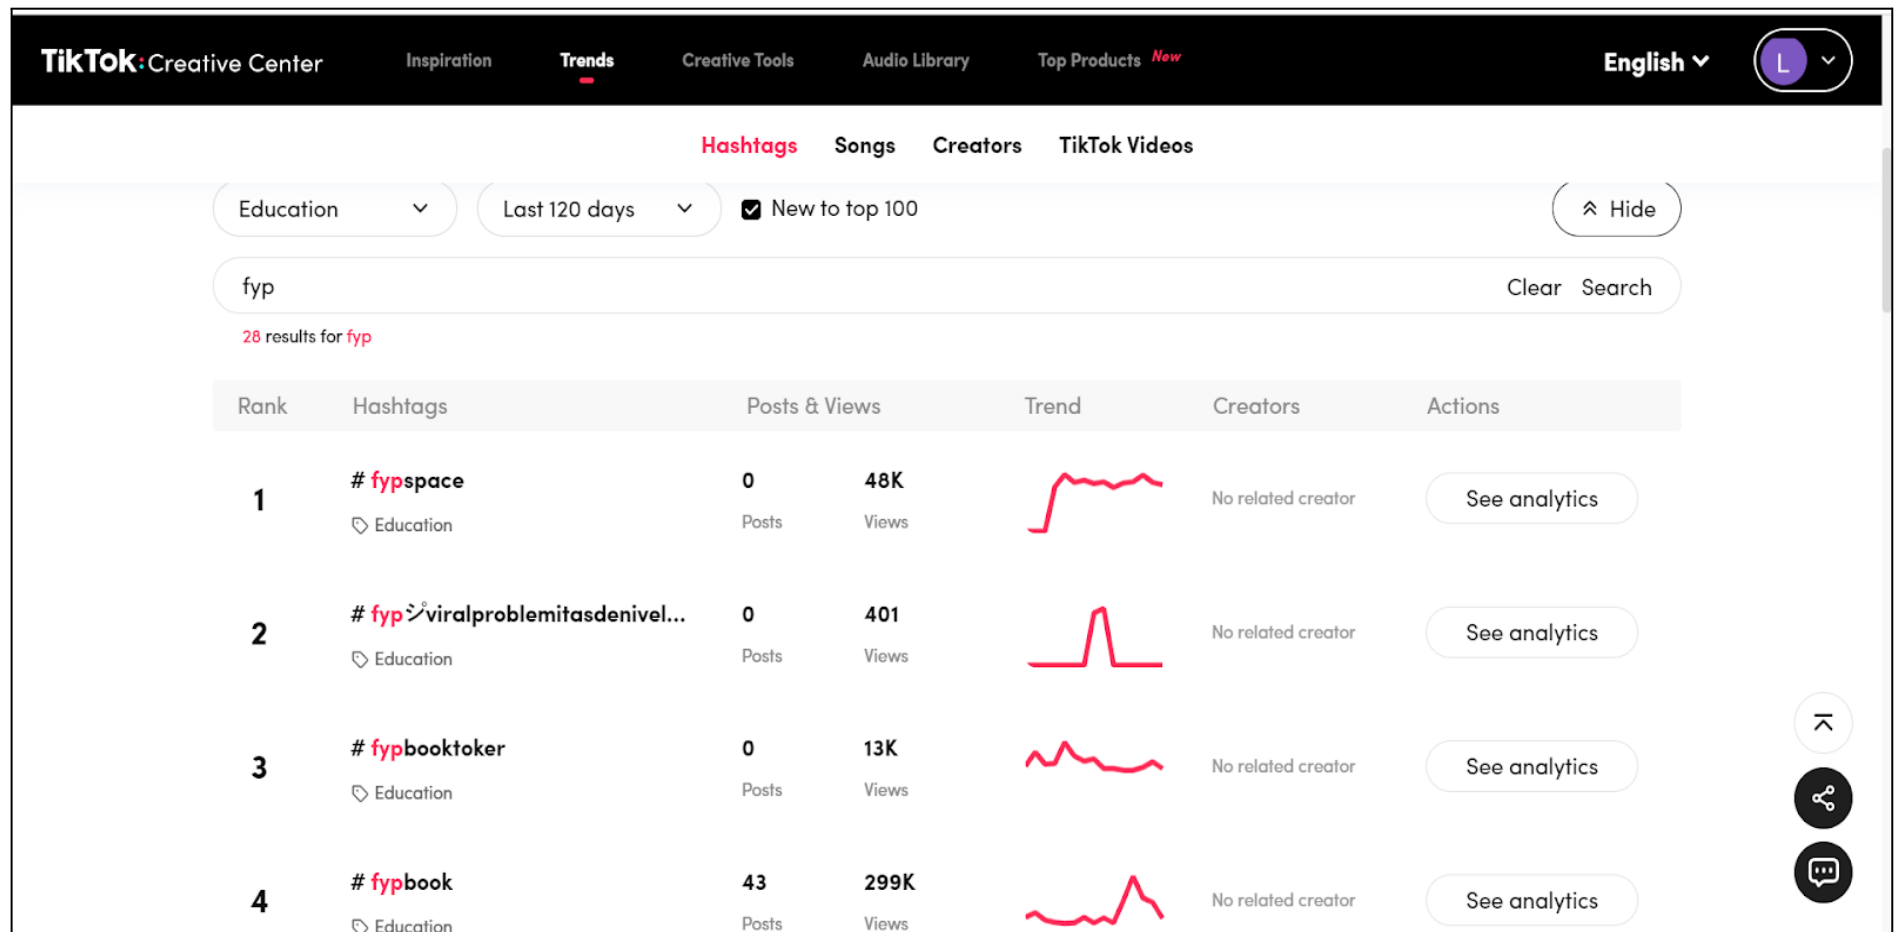 TikTok:Creative Center Inspiration Trends Creative Tools Audio Library Top Products New English L
Hashtags Songs Creators TikTok Videos
Education Last 120 days New to top 100 Hide
fyp Clear Search
28 results for fyp
Rank Hashtags Posts & Views Trend Creators Actions
1 # fypspace 0 48K No related creator See analytics
Education Posts Views
2 # fypジviralproblemitasdenivel... 0 401 No related creator See analytics
Education Posts Views
3 # fypbooktoker 0 13K No related creator See analytics
Education Posts Views
4 # fypbook 43 299K No related creator See analytics
Education Posts Views